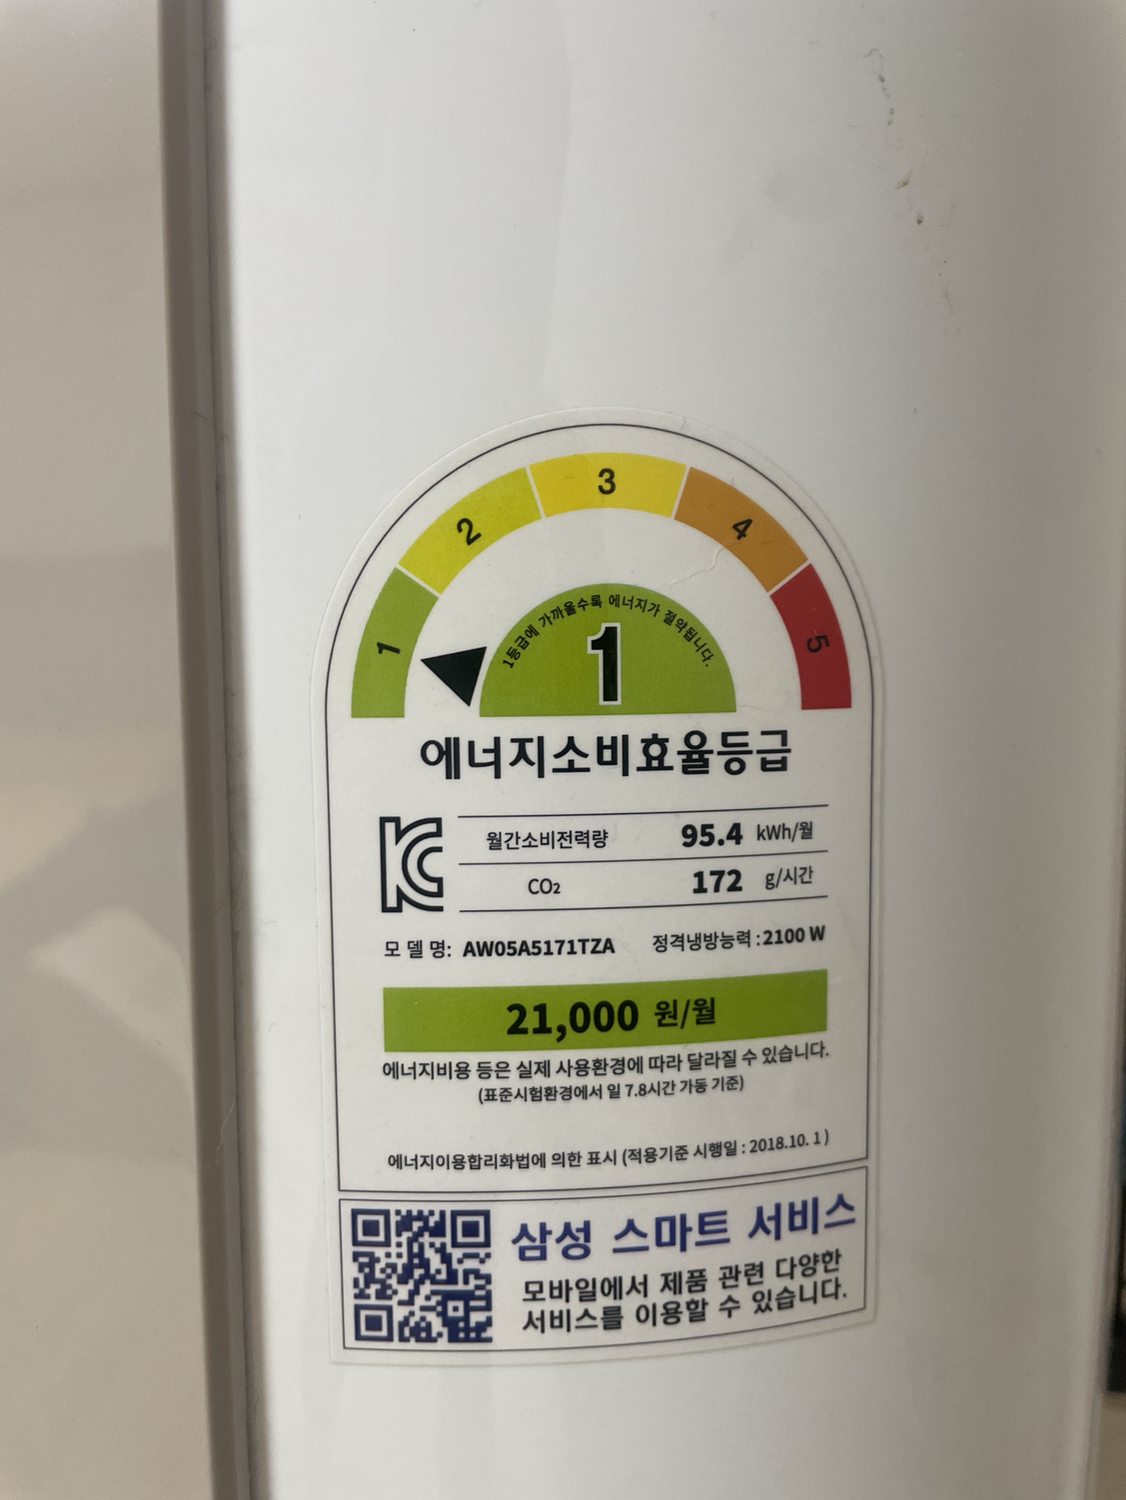 1
2
3
4
5
1등급에 가까울수록 에너지가 절약됩니다.
1
에너지소비효율등급
월간소비전력량 95.4 kWh/월
CO₂ 172 g/시간
모 델 명: AW05A5171TZA 정격냉방능력 : 2100 W
21,000 원/월
에너지비용 등은 실제 사용환경에 따라 달라질 수 있습니다.
(표준시험환경에서 일 7.8시간 가동 기준)
에너지이용합리화법에 의한 표시 (적용기준 시행일 : 2018.10. 1 )
삼성 스마트 서비스
모바일에서 제품 관련 다양한
서비스를 이용할 수 있습니다.